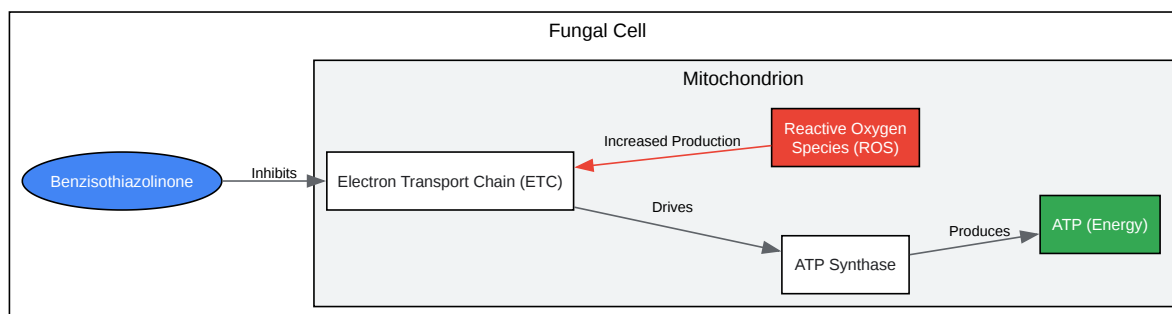 Fungal Cell
Mitochondrion
Reactive Oxygen
Species (ROS)
Increased Production
Benzisothiazolinone
Inhibits
Electron Transport Chain (ETC)
Drives
ATP Synthase
Produces
ATP (Energy)